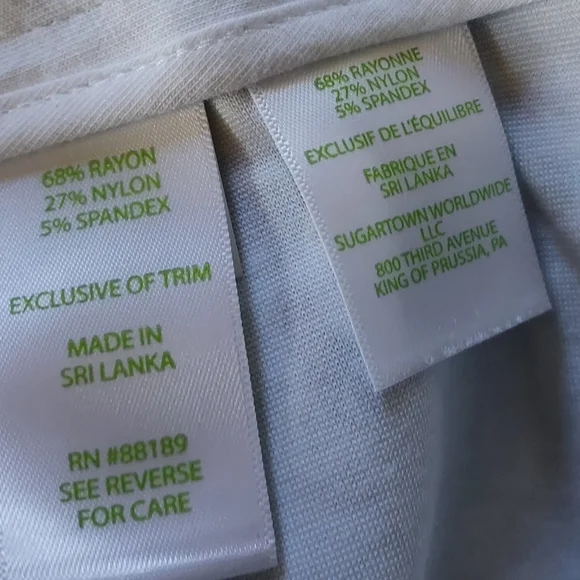 68% RAYON
27% NYLON
5% SPANDEX
EXCLUSIVE OF TRIM
MADE IN
SRI LANKA
RN #88189
SEE REVERSE
FOR CARE
68% RAYONNE
27% NYLON
5% SPANDEX
EXCLUSIF DE L'ÉQUILIBRE
FABRIQUE EN
SRI LANKA
SUGARTOWN WORLDWIDE
LLC
800 THIRD AVENUE
KING OF PRUSSIA, PA